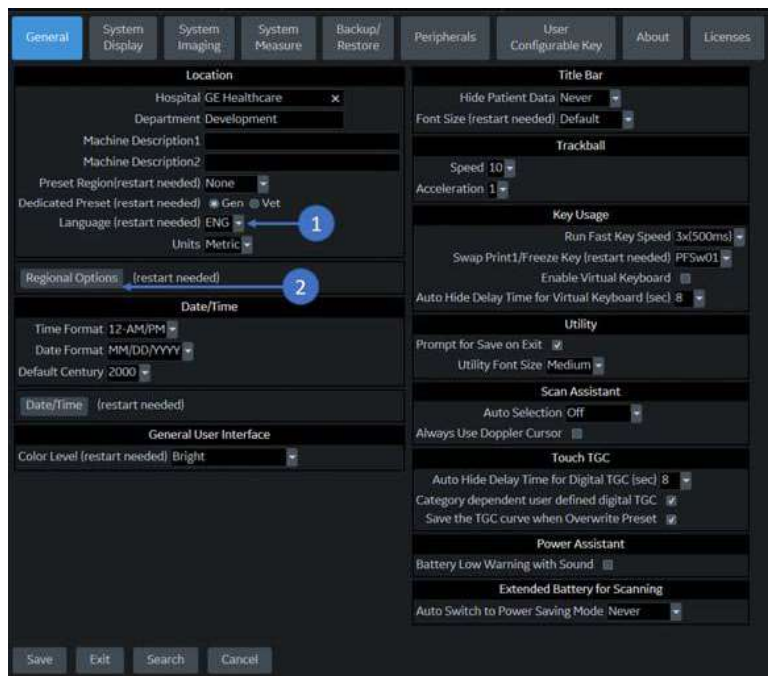 General
System Display
System Imaging
System Measure
Backup/ Restore
Peripherals
User Configurable Key
About
Licenses
Location
Hospital GE Healthcare x
Department Development
Machine Description1
Machine Description2
Preset Region(restart needed) None
Dedicated Preset (restart needed) Gen Vet
Language (restart needed) ENG
1
Units Metric
Regional Options (restart needed)
2
Date/Time
Time Format 12-AM/PM
Date Format MM/DD/YYYY
Default Century 2000
Date/Time (restart needed)
General User Interface
Color Level (restart needed) Bright
Title Bar
Hide Patient Data Never
Font Size (restart needed) Default
Trackball
Speed 10
Acceleration 1
Key Usage
Run Fast Key Speed 3x(500ms)
Swap Print1/Freeze Key (restart needed) PFSw01
Enable Virtual Keyboard
Auto Hide Delay Time for Virtual Keyboard (sec) 8
Utility
Prompt for Save on Exit
Utility Font Size Medium
Scan Assistant
Auto Selection Off
Always Use Doppler Cursor
Touch TGC
Auto Hide Delay Time for Digital TGC (sec) 8
Category dependent user defined digital TGC
Save the TGC curve when Overwrite Preset
Power Assistant
Battery Low Warning with Sound
Extended Battery for Scanning
Auto Switch to Power Saving Mode Never
Save
Exit
Search
Cancel